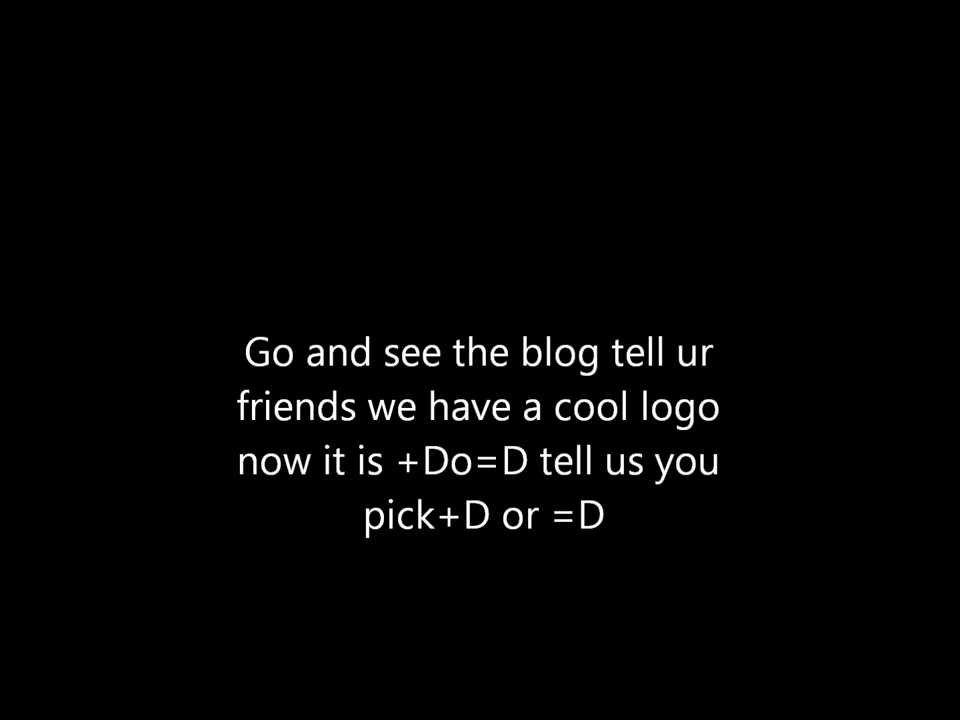 Go and see the blog tell ur
friends we have a cool logo
now it is +Do=D tell us you
pick+D or =D